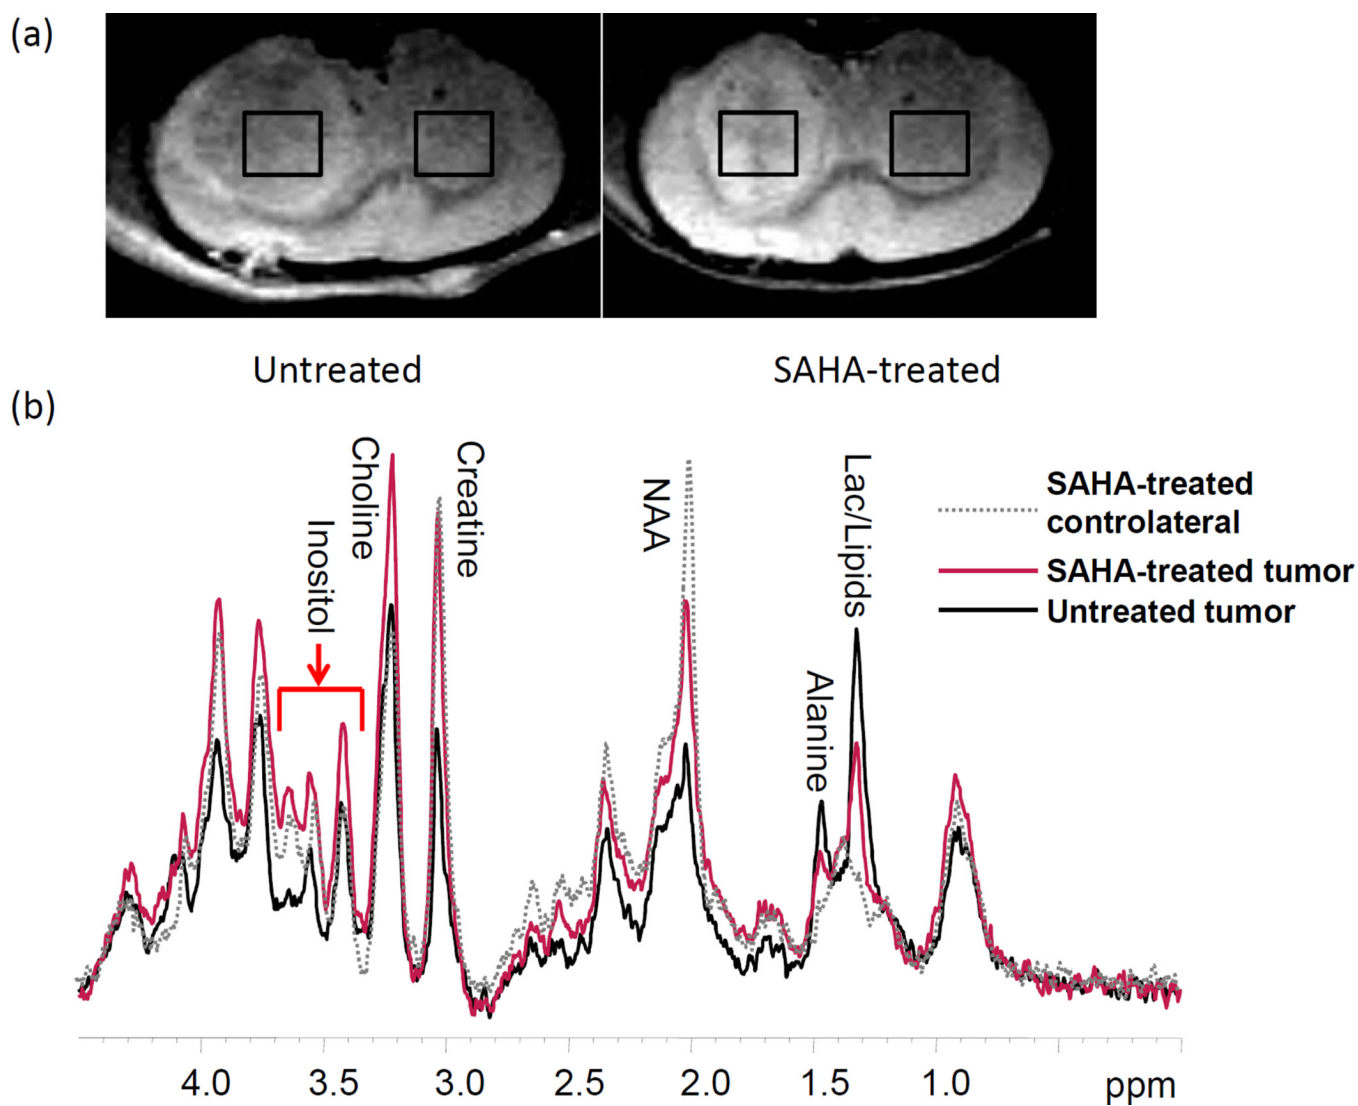 (a)
Untreated
SAHA-treated
(b)
Inositol
Choline
Creatine
NAA
Alanine
Lac/Lipids
SAHA-treated
controlateral
SAHA-treated tumor
Untreated tumor
4.0 3.5 3.0 2.5 2.0 1.5 1.0 ppm